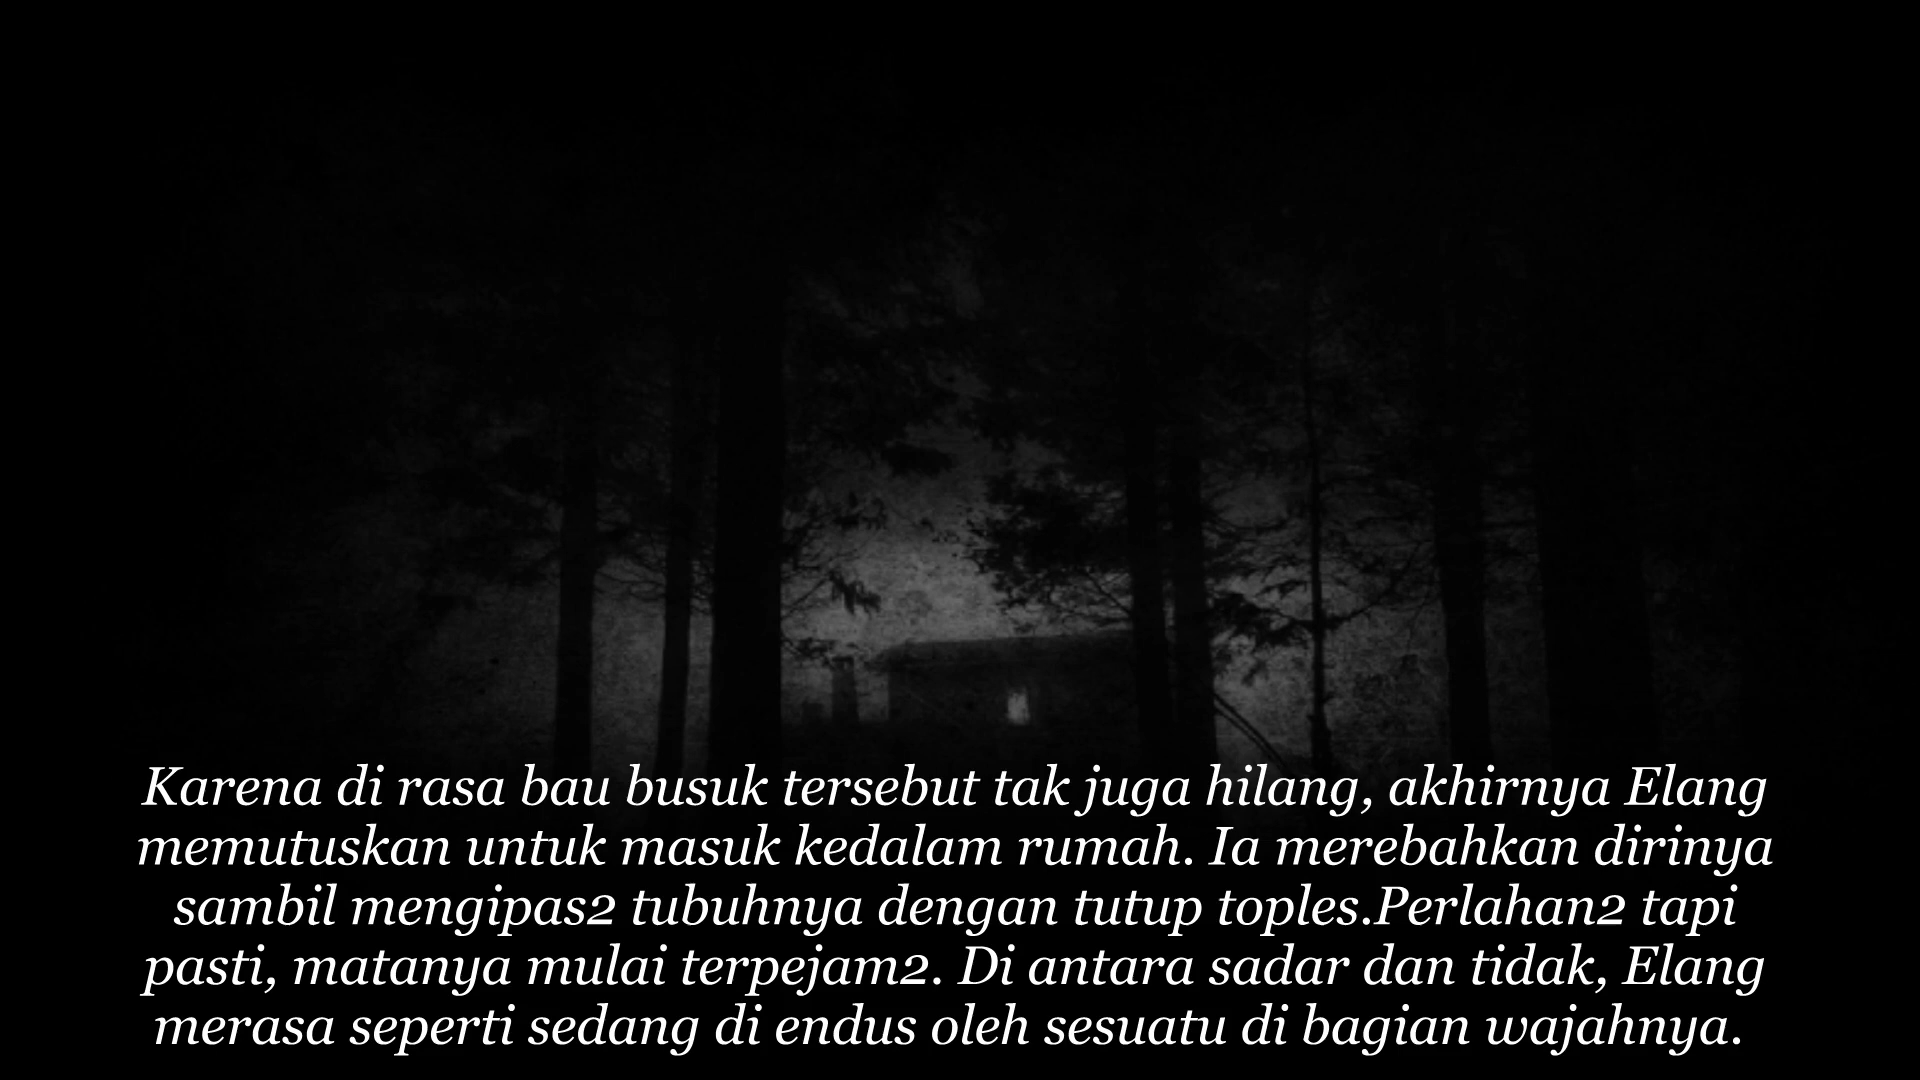 Karena di rasa bau busuk tersebut tak juga hilang, akhirnya Elang
memutuskan untuk masuk kedalam rumah. Ia merebahkan dirinya
sambil mengipas2 tubuhnya dengan tutup toples.Perlahan2 tapi
pasti, matanya mulai terpejam2. Di antara sadar dan tidak, Elang
merasa seperti sedang di endus oleh sesuatu di bagian wajahnya.